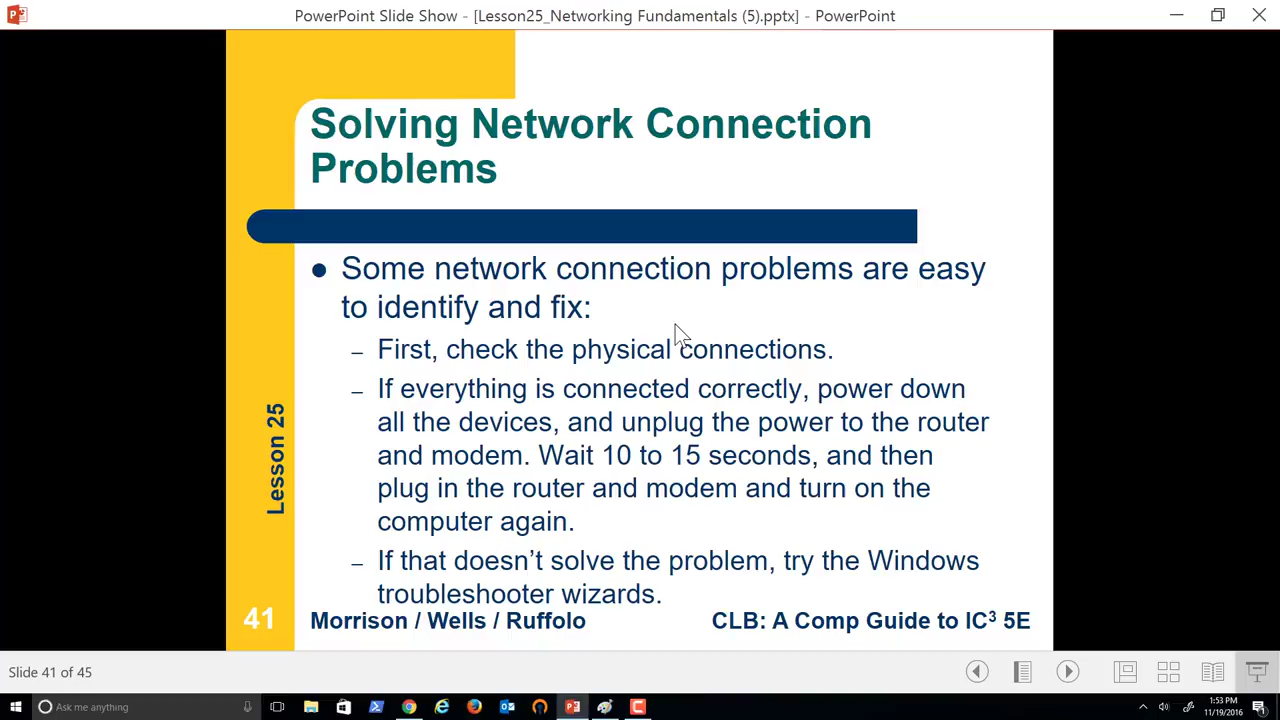 PowerPoint Slide Show - [Lesson25_Networking Fundamentals (5).pptx] - PowerPoint
Solving Network Connection
Problems
Some network connection problems are easy
to identify and fix:
– First, check the physical connections.
– If everything is connected correctly, power down
all the devices, and unplug the power to the router
and modem. Wait 10 to 15 seconds, and then
plug in the router and modem and turn on the
computer again.
– If that doesn't solve the problem, try the Windows
troubleshooter wizards.
Lesson 25
41 Morrison / Wells / Ruffolo CLB: A Comp Guide to IC³ 5E
Slide 41 of 45
Ask me anything
1:53 PM
11/19/2016